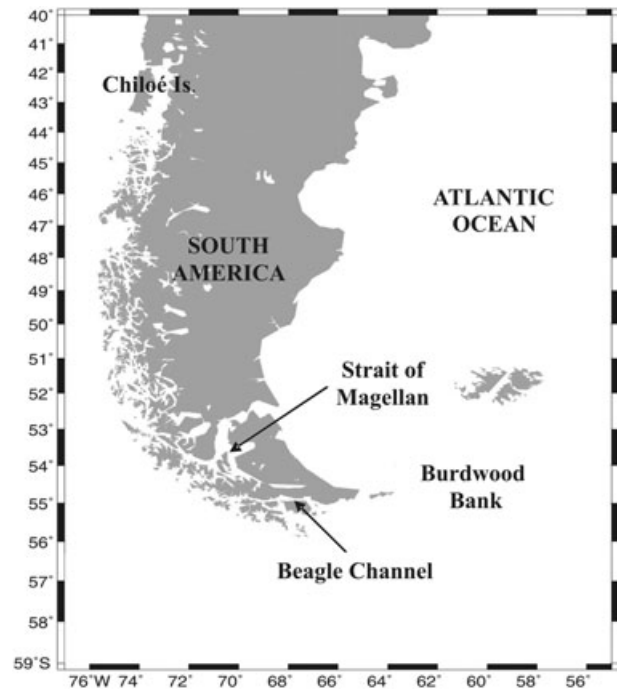 40°
41°
42°
Chiloé Is.
43°
44°
45°
46°
ATLANTIC
OCEAN
47°
SOUTH
AMERICA
48°
49°
50°
51°
Strait of
Magellan
52°
53°
54°
Burdwood
Bank
55°
56°
Beagle Channel
57°
58°
59°S
76°W 74° 72° 70° 68° 66° 64° 62° 60° 58° 56°